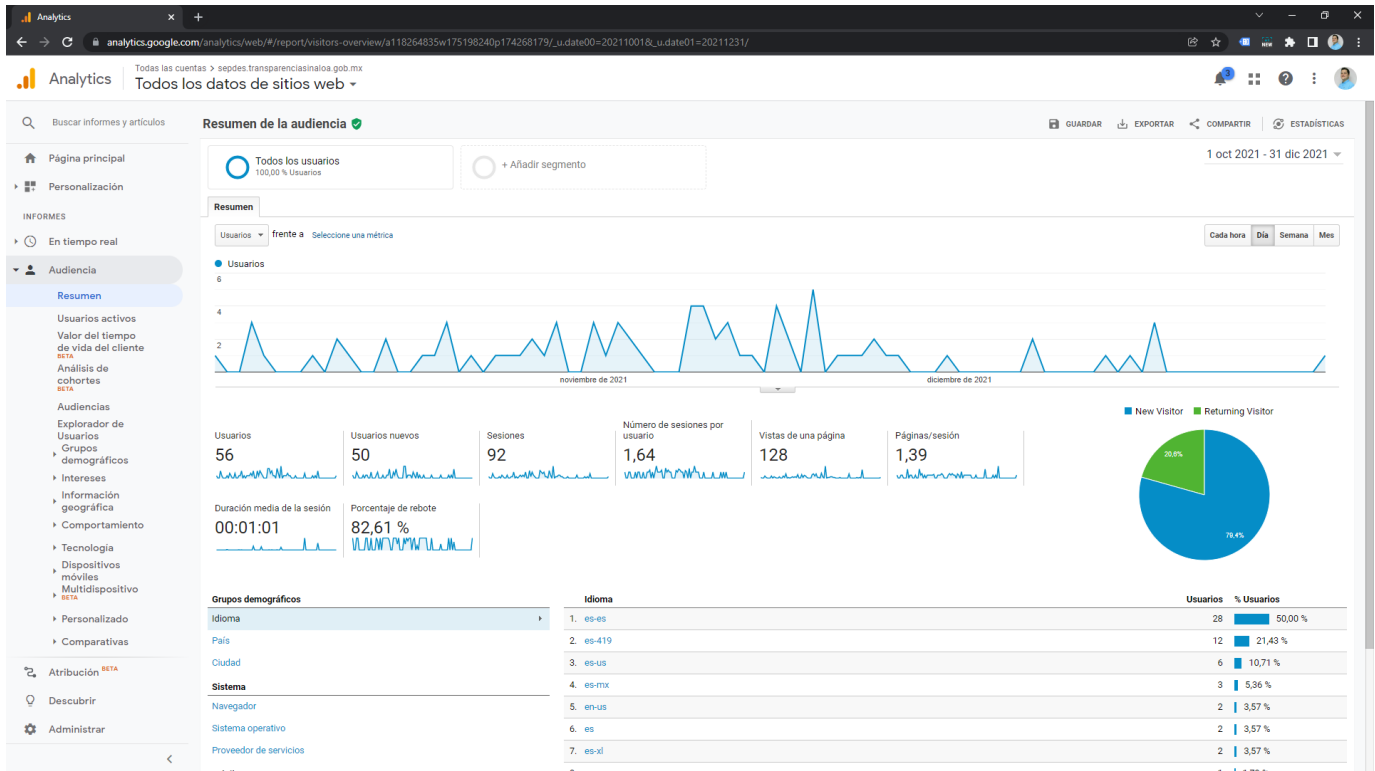 Analytics
analytics.google.com/analytics/web/#/report/visitors-overview/a118264835w175198240p174268179/_u.date00=20211001&_u.date01=20211231/
NEW
Analytics
Todas las cuentas > sepdes.transparenciasinaloa.gob.mx
Todos los datos de sitios web
3
Buscar informes y artículos
Página principal
Personalización
INFORMES
En tiempo real
Audiencia
Resumen
Usuarios activos
Valor del tiempo
de vida del cliente
BETA
Análisis de
cohortes
BETA
Audiencias
Explorador de
Usuarios
Grupos
demográficos
Intereses
Información
geográfica
Comportamiento
Tecnología
Dispositivos
móviles
Multidispositivo
BETA
Personalizado
Comparativas
Atribución BETA
Descubrir
Administrar
Resumen de la audiencia
GUARDAR
EXPORTAR
COMPARTIR
ESTADÍSTICAS
Todos los usuarios
100,00 % Usuarios
+ Añadir segmento
1 oct 2021 - 31 dic 2021
Resumen
Usuarios frente a Seleccione una métrica
Cada hora Día Semana Mes
Usuarios
6
4
2
noviembre de 2021
diciembre de 2021
Usuarios
56
Usuarios nuevos
50
Sesiones
92
Número de sesiones por
usuario
1,64
Vistas de una página
128
Páginas/sesión
1,39
Duración media de la sesión
00:01:01
Porcentaje de rebote
82,61 %
New Visitor Returning Visitor
20,6%
79,4%
Grupos demográficos
Idioma
País
Ciudad
Sistema
Navegador
Sistema operativo
Proveedor de servicios
Idioma Usuarios % Usuarios
1. es-es 28 50,00 %
2. es-419 12 21,43 %
3. es-us 6 10,71 %
4. es-mx 3 5,36 %
5. en-us 2 3,57 %
6. es 2 3,57 %
7. es-xl 2 3,57 %